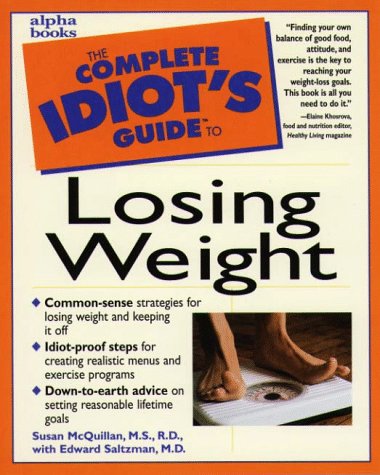 alpha
books
THE
COMPLETE
IDIOT'S
GUIDE™ TO
"Finding your own
balance of good food,
attitude, and
exercise is the key to
reaching your
weight-loss goals.
This book is all you
need to do it."
—Elaine Khosrova,
food and nutrition editor,
Healthy Living magazine
Losing
Weight
◆ Common-sense strategies for
losing weight and keeping
it off
◆ Idiot-proof steps for
creating realistic menus and
exercise programs
◆ Down-to-earth advice on
setting reasonable lifetime
goals
Susan McQuillan, M.S., R.D.,
with Edward Saltzman, M.D.